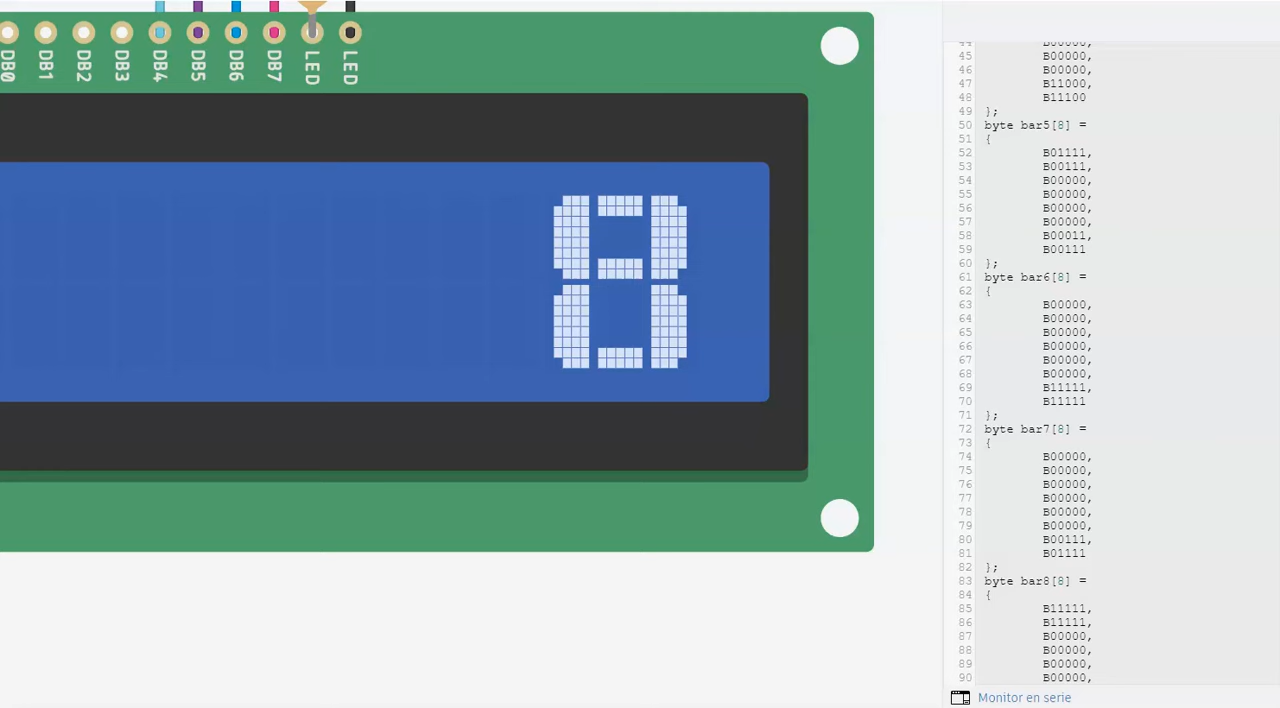 DB0
DB1
DB2
DB3
DB4
DB5
DB6
DB7
LED
LED
8
44 B00000,
45 B00000,
46 B00000,
47 B11000,
48 B11100
49 };
50 byte bar5[8] =
51 {
52 B01111,
53 B00111,
54 B00000,
55 B00000,
56 B00000,
57 B00000,
58 B00011,
59 B00111
60 };
61 byte bar6[8] =
62 {
63 B00000,
64 B00000,
65 B00000,
66 B00000,
67 B00000,
68 B00000,
69 B11111,
70 B11111
71 };
72 byte bar7[8] =
73 {
74 B00000,
75 B00000,
76 B00000,
77 B00000,
78 B00000,
79 B00000,
80 B00111,
81 B01111
82 };
83 byte bar8[8] =
84 {
85 B11111,
86 B11111,
87 B00000,
88 B00000,
89 B00000,
90 B00000,
Monitor en serie